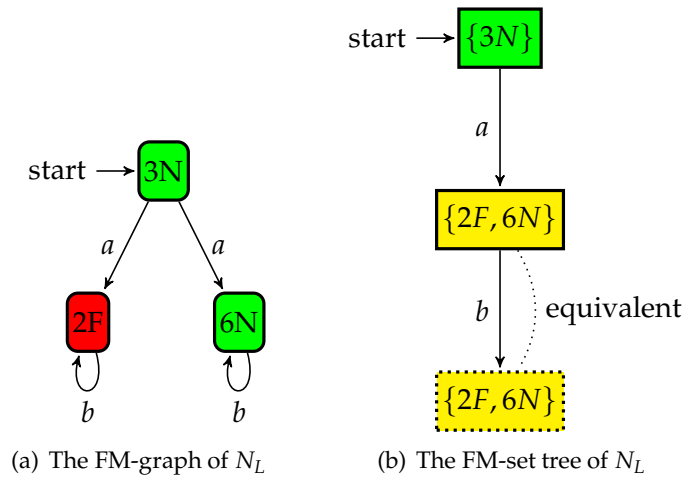 start
3N
a
a
2F
6N
b
b
(a) The FM-graph of N_L
start
{3N}
a
{2F, 6N}
b
equivalent
{2F, 6N}
(b) The FM-set tree of N_L